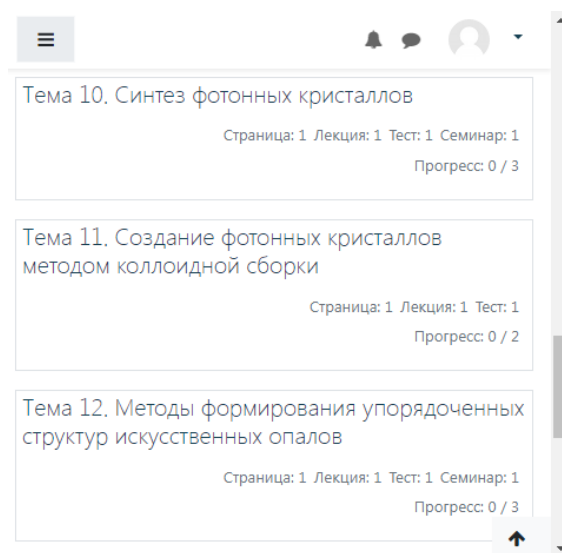 Тема 10. Синтез фотонных кристаллов
Страница: 1 Лекция: 1 Тест: 1 Семинар: 1
Прогресс: 0 / 3
Тема 11. Создание фотонных кристаллов
методом коллоидной сборки
Страница: 1 Лекция: 1 Тест: 1
Прогресс: 0 / 2
Тема 12. Методы формирования упорядоченных
структур искусственных опалов
Страница: 1 Лекция: 1 Тест: 1 Семинар: 1
Прогресс: 0 / 3